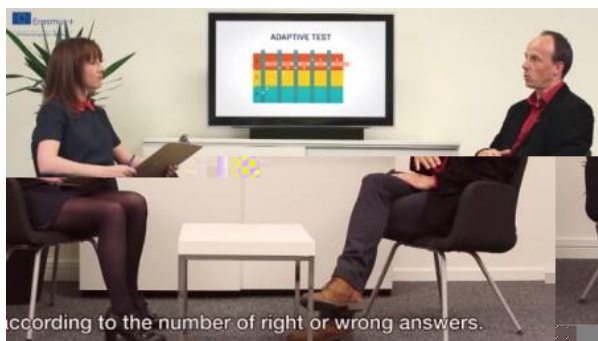 Erasmus+
ADAPTIVE TEST
according to the number of right or wrong answers.